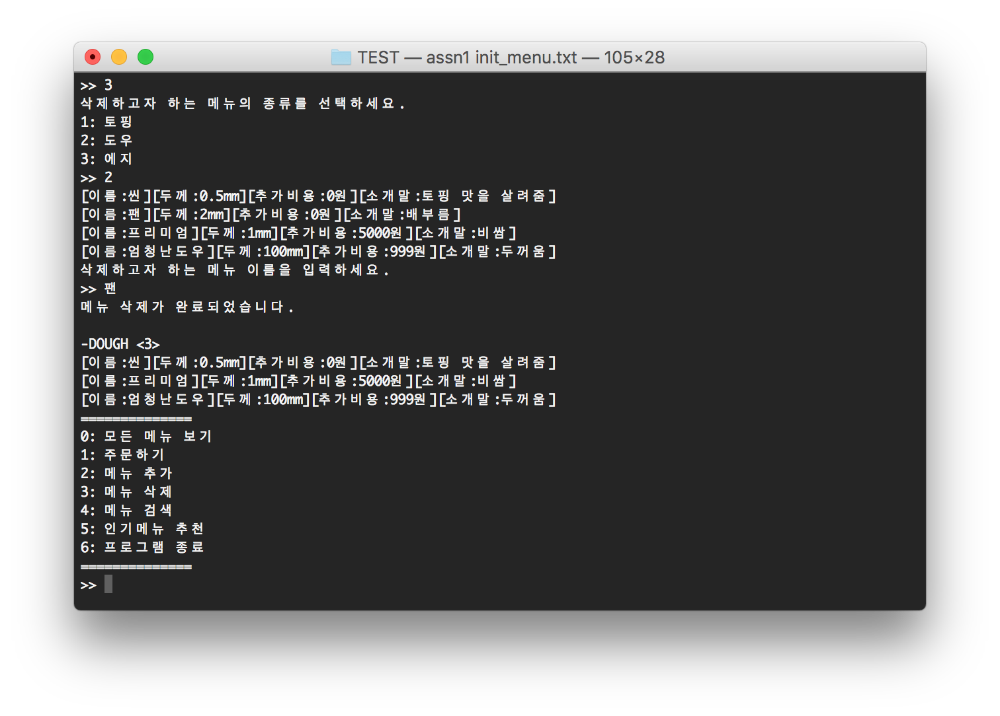 TEST — assn1 init_menu.txt — 105×28
>> 3
삭제하고자 하는 메뉴의 종류를 선택하세요.
1: 토핑
2: 도우
3: 에지
>> 2
[이름:씬][두께:0.5mm][추가비용:0원][소개말:토핑 맛을 살려줌]
[이름:팬][두께:2mm][추가비용:0원][소개말:배부름]
[이름:프리미엄][두께:1mm][추가비용:5000원][소개말:비쌈]
[이름:엄청난도우][두께:100mm][추가비용:999원][소개말:두꺼움]
삭제하고자 하는 메뉴 이름을 입력하세요.
>> 팬
메뉴 삭제가 완료되었습니다.
-DOUGH <3>
[이름:씬][두께:0.5mm][추가비용:0원][소개말:토핑 맛을 살려줌]
[이름:프리미엄][두께:1mm][추가비용:5000원][소개말:비쌈]
[이름:엄청난도우][두께:100mm][추가비용:999원][소개말:두꺼움]
==============
0: 모든 메뉴 보기
1: 주문하기
2: 메뉴 추가
3: 메뉴 삭제
4: 메뉴 검색
5: 인기메뉴 추천
6: 프로그램 종료
==============
>>